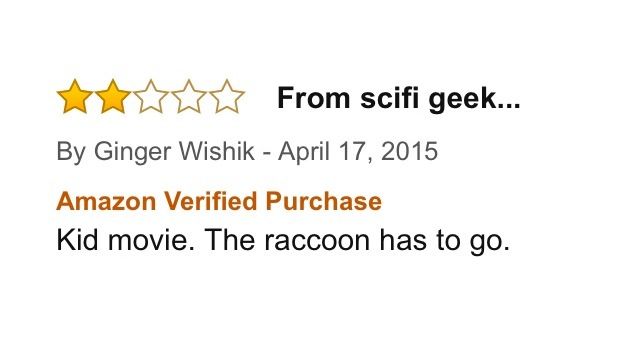 From scifi geek...
By Ginger Wishik - April 17, 2015
Amazon Verified Purchase
Kid movie. The raccoon has to go.